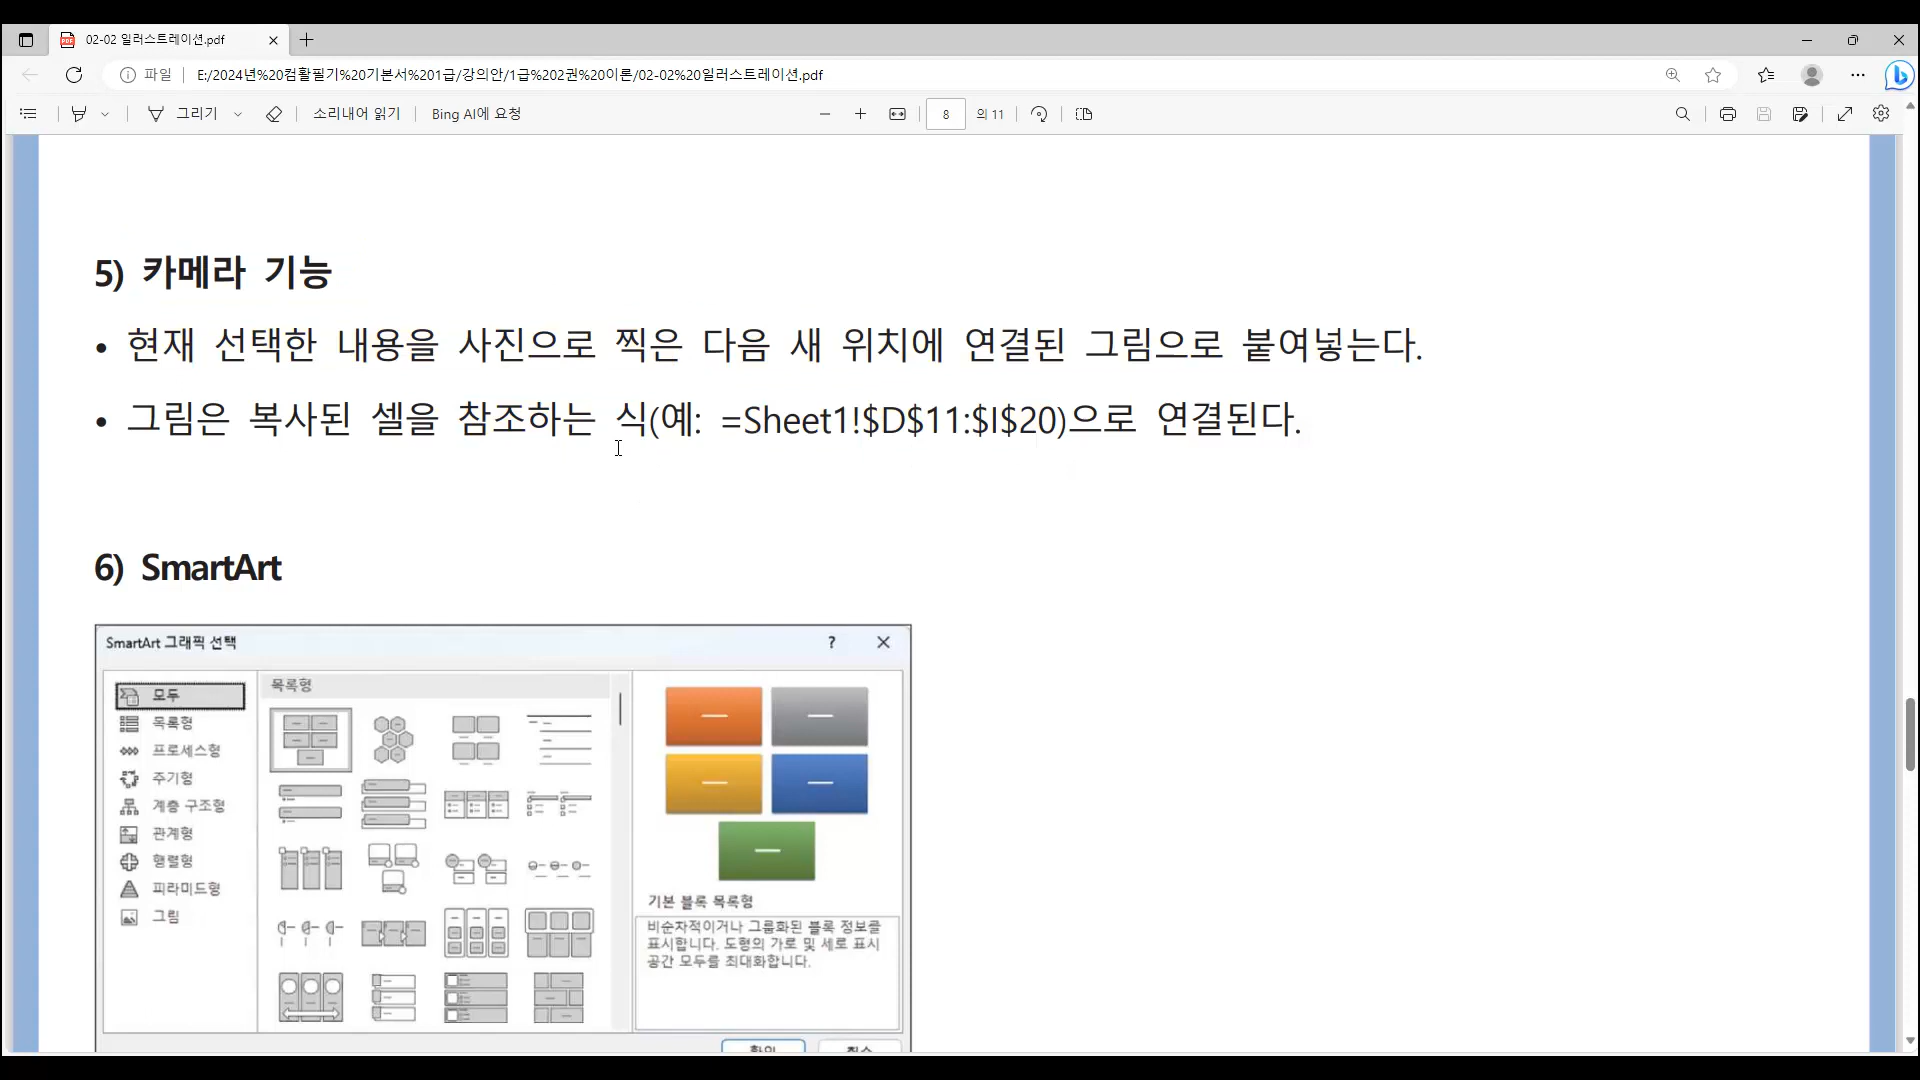 02-02 일러스트레이션.pdf
파일
E:/2024년%20컴활필기%20기본서%201급/강의안/1급%202권%20이론/02-02%20일러스트레이션.pdf
그리기
소리내어 읽기
Bing AI에 요청
8 의 11
5) 카메라 기능
• 현재 선택한 내용을 사진으로 찍은 다음 새 위치에 연결된 그림으로 붙여넣는다.
• 그림은 복사된 셀을 참조하는 식(예: =Sheet1!$D$11:$I$20)으로 연결된다.
6) SmartArt
SmartArt 그래픽 선택
모두
목록형
프로세스형
주기형
계층 구조형
관계형
행렬형
피라미드형
그림
목록형
기본 블록 목록형
비순차적이거나 그룹화된 블록 정보를
표시합니다. 도형의 가로 및 세로 표시
공간 모두를 최대화합니다.
확인
취소